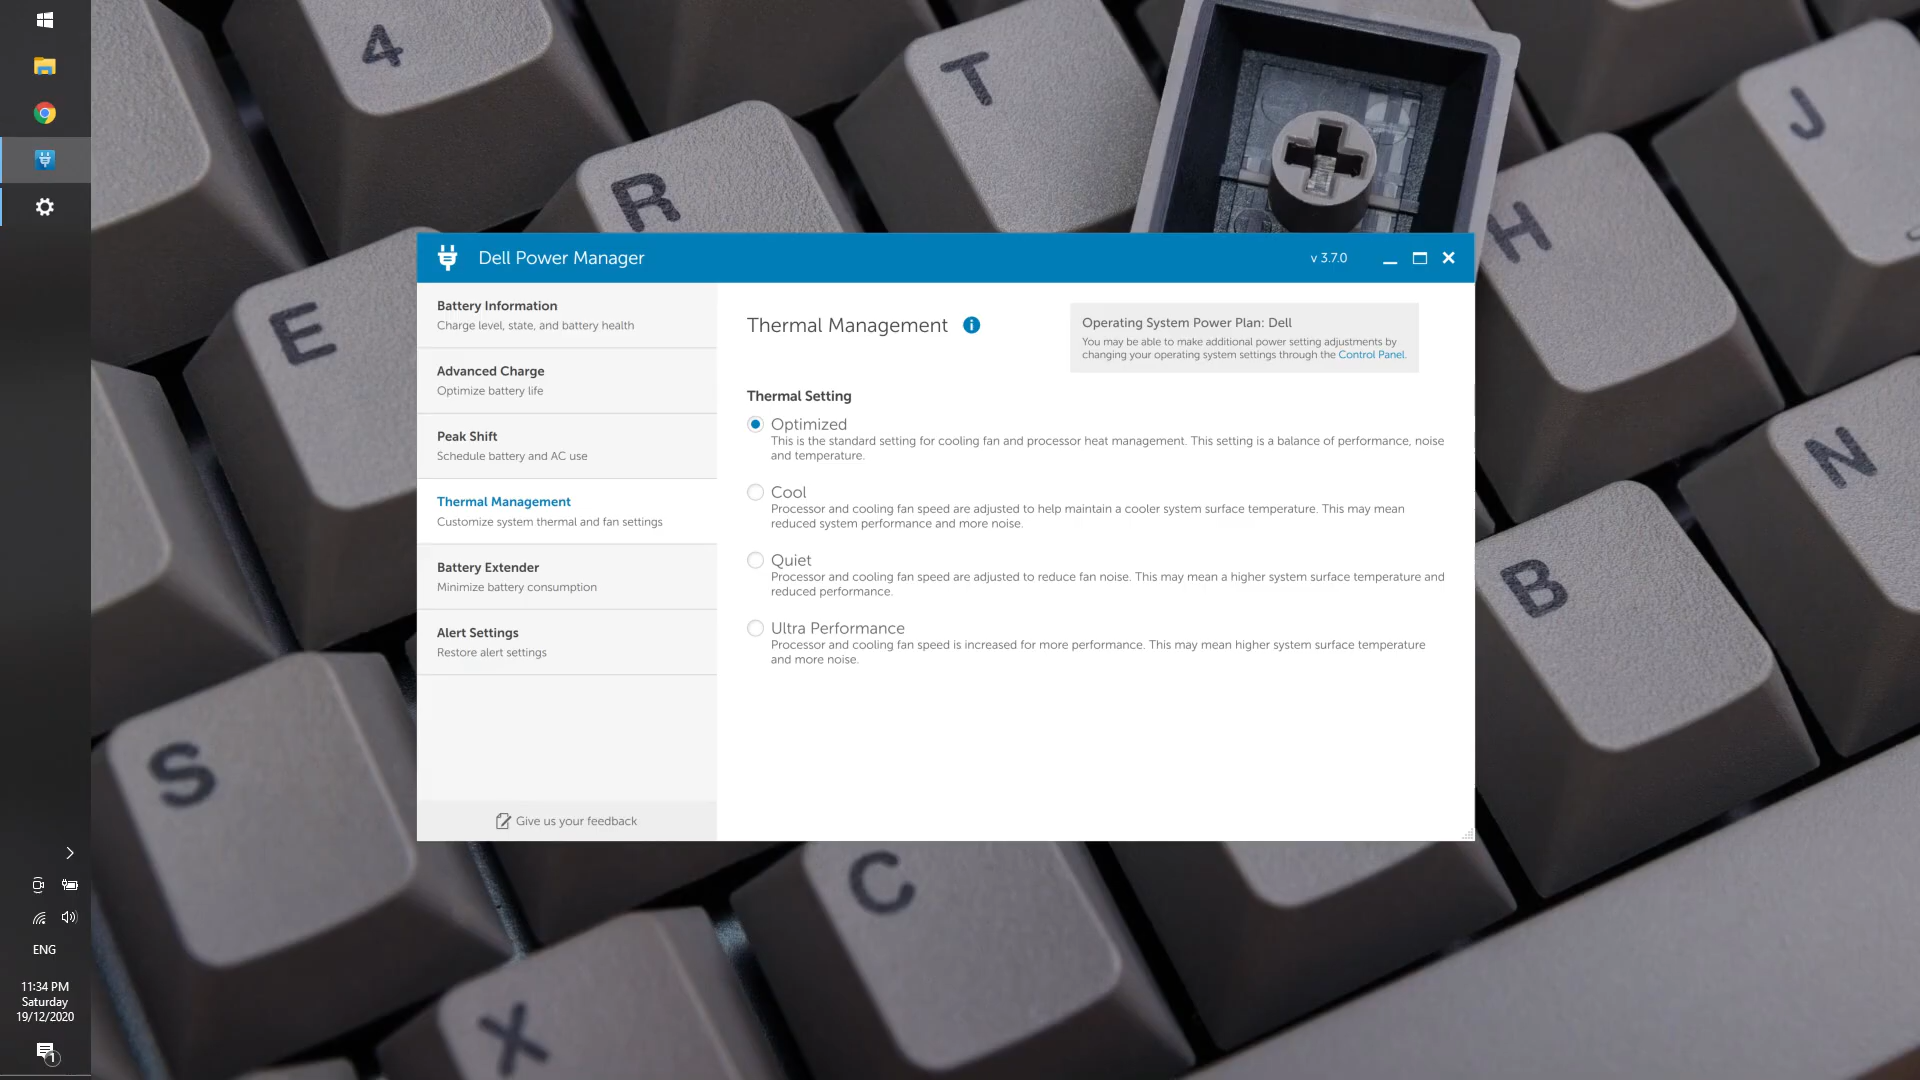 4
T
J
R
H
E
N
B
S
C
X
Dell Power Manager
v 3.7.0
Battery Information
Charge level, state, and battery health
Advanced Charge
Optimize battery life
Peak Shift
Schedule battery and AC use
Thermal Management
Customize system thermal and fan settings
Battery Extender
Minimize battery consumption
Alert Settings
Restore alert settings
Give us your feedback
Thermal Management
Operating System Power Plan: Dell
You may be able to make additional power setting adjustments by
changing your operating system settings through the Control Panel.
Thermal Setting
Optimized
This is the standard setting for cooling fan and processor heat management. This setting is a balance of performance, noise
and temperature.
Cool
Processor and cooling fan speed are adjusted to help maintain a cooler system surface temperature. This may mean
reduced system performance and more noise.
Quiet
Processor and cooling fan speed are adjusted to reduce fan noise. This may mean a higher system surface temperature and
reduced performance.
Ultra Performance
Processor and cooling fan speed is increased for more performance. This may mean higher system surface temperature
and more noise.
ENG
11:34 PM
Saturday
19/12/2020
1